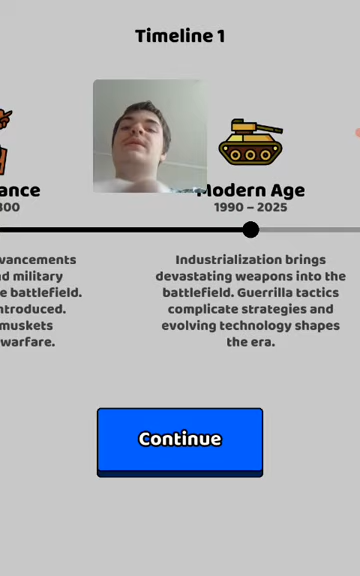 Timeline 1
ance
Modern Age
800
1990 – 2025
vancements
nd military
e battlefield.
ntroduced.
muskets
warfare.
Industrialization brings
devastating weapons into the
battlefield. Guerrilla tactics
complicate strategies and
evolving technology shapes
the era.
Continue